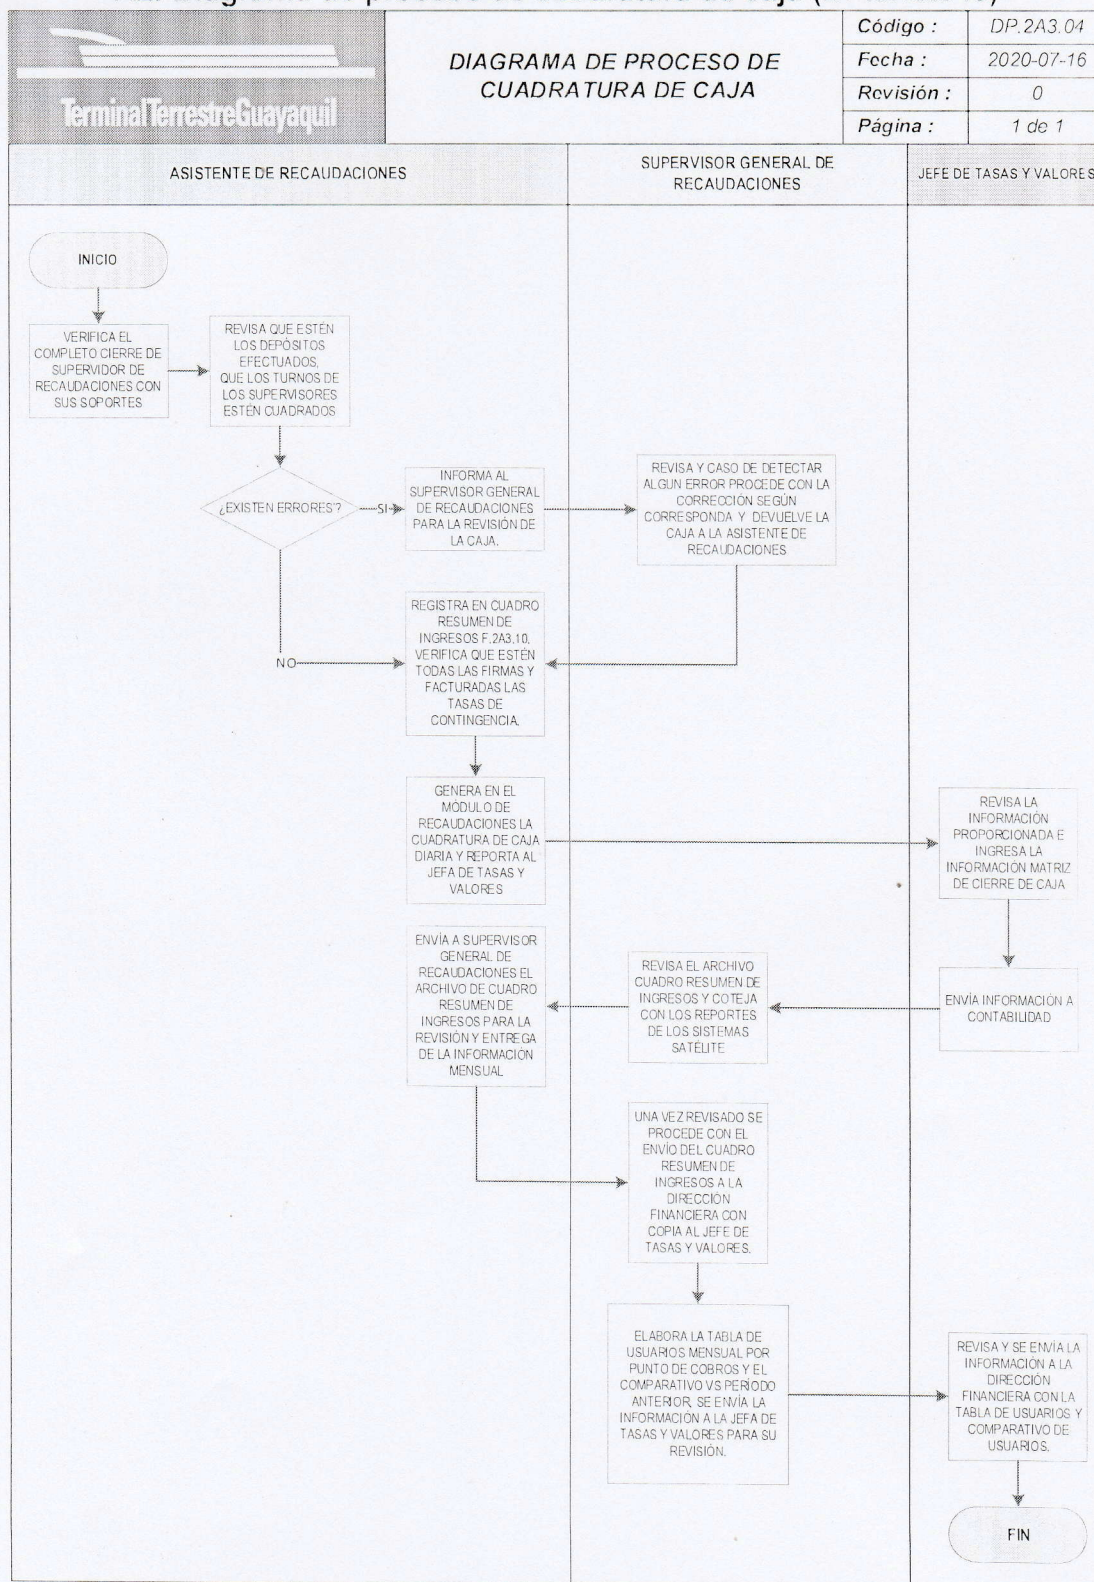 DIAGRAMA DE PROCESO DE
CUADRATURA DE CAJA
Código :
DP.2A3.04
Fecha :
2020-07-16
Revisión :
0
Página :
1 de 1
TerminalTerrestreGuayaquil
ASISTENTE DE RECAUDACIONES
SUPERVISOR GENERAL DE
RECAUDACIONES
JEFE DE TASAS Y VALORES
INICIO
VERIFICA EL
COMPLETO CIERRE DE
SUPERVIDOR DE
RECAUDACIONES CON
SUS SOPORTES
REVISA QUE ESTÉN
LOS DEPÓSITOS
EFECTUADOS,
QUE LOS TURNOS DE
LOS SUPERVISORES
ESTÉN CUADRADOS
¿EXISTEN ERRORES?
SI
INFORMA AL
SUPERVISOR GENERAL
DE RECAUDACIONES
PARA LA REVISIÓN DE
LA CAJA.
REVISA Y CASO DE DETECTAR
ALGUN ERROR PROCEDE CON LA
CORRECCIÓN SEGÚN
CORRESPONDA Y DEVUELVE LA
CAJA A LA ASISTENTE DE
RECAUDACIONES
NO
REGISTRA EN CUADRO
RESUMEN DE
INGRESOS F.2A3.10,
VERIFICA QUE ESTÉN
TODAS LAS FIRMAS Y
FACTURADAS LAS
TASAS DE
CONTINGENCIA.
GENERA EN EL
MÓDULO DE
RECAUDACIONES LA
CUADRATURA DE CAJA
DIARIA Y REPORTA AL
JEFA DE TASAS Y
VALORES
REVISA LA
INFORMACIÓN
PROPORCIONADA E
INGRESA LA
INFORMACIÓN MATRIZ
DE CIERRE DE CAJA
ENVÍA A SUPERVISOR
GENERAL DE
RECAUDACIONES EL
ARCHIVO DE CUADRO
RESUMEN DE
INGRESOS PARA LA
REVISIÓN Y ENTREGA
DE LA INFORMACIÓN
MENSUAL
REVISA EL ARCHIVO
CUADRO RESUMEN DE
INGRESOS Y COTEJA
CON LOS REPORTES
DE LOS SISTEMAS
SATÉLITE
ENVÍA INFORMACIÓN A
CONTABILIDAD
UNA VEZ REVISADO SE
PROCEDE CON EL
ENVÍO DEL CUADRO
RESUMEN DE
INGRESOS A LA
DIRECCIÓN
FINANCIERA CON
COPIA AL JEFE DE
TASAS Y VALORES.
ELABORA LA TABLA DE
USUARIOS MENSUAL POR
PUNTO DE COBROS Y EL
COMPARATIVO VS PERÍODO
ANTERIOR, SE ENVÍA LA
INFORMACIÓN A LA JEFA DE
TASAS Y VALORES PARA SU
REVISIÓN.
REVISA Y SE ENVÍA LA
INFORMACIÓN A LA
DIRECCIÓN
FINANCIERA CON LA
TABLA DE USUARIOS Y
COMPARATIVO DE
USUARIOS.
FIN